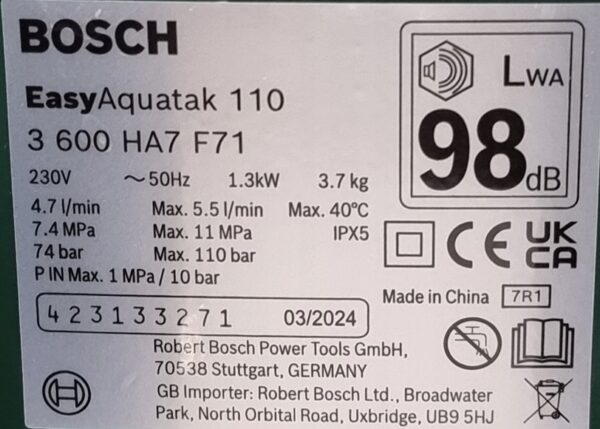 BOSCH
EasyAquatak 110
3 600 HA7 F71
230V ~50Hz 1.3kW 3.7 kg
4.7 l/min Max. 5.5 l/min Max. 40°C
7.4 MPa Max. 11 MPa IPX5
74 bar Max. 110 bar
P IN Max. 1 MPa / 10 bar
LWA
98 dB
CE UK CA
Made in China 7R1
423133271 03/2024
Robert Bosch Power Tools GmbH,
70538 Stuttgart, GERMANY
GB Importer: Robert Bosch Ltd., Broadwater
Park, North Orbital Road, Uxbridge, UB9 5HJ